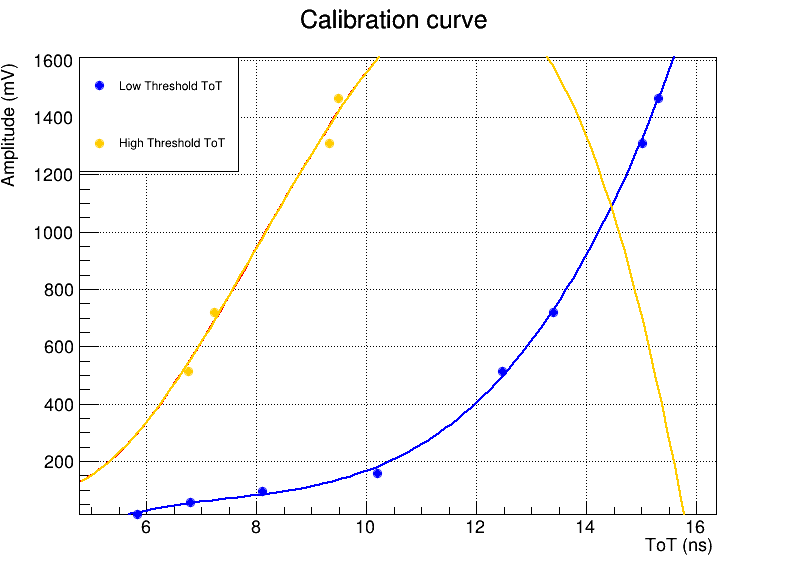 Calibration curve
Amplitude (mV)
1600
1400
1200
1000
800
600
400
200
Low Threshold ToT
High Threshold ToT
6 8 10 12 14 16
ToT (ns)